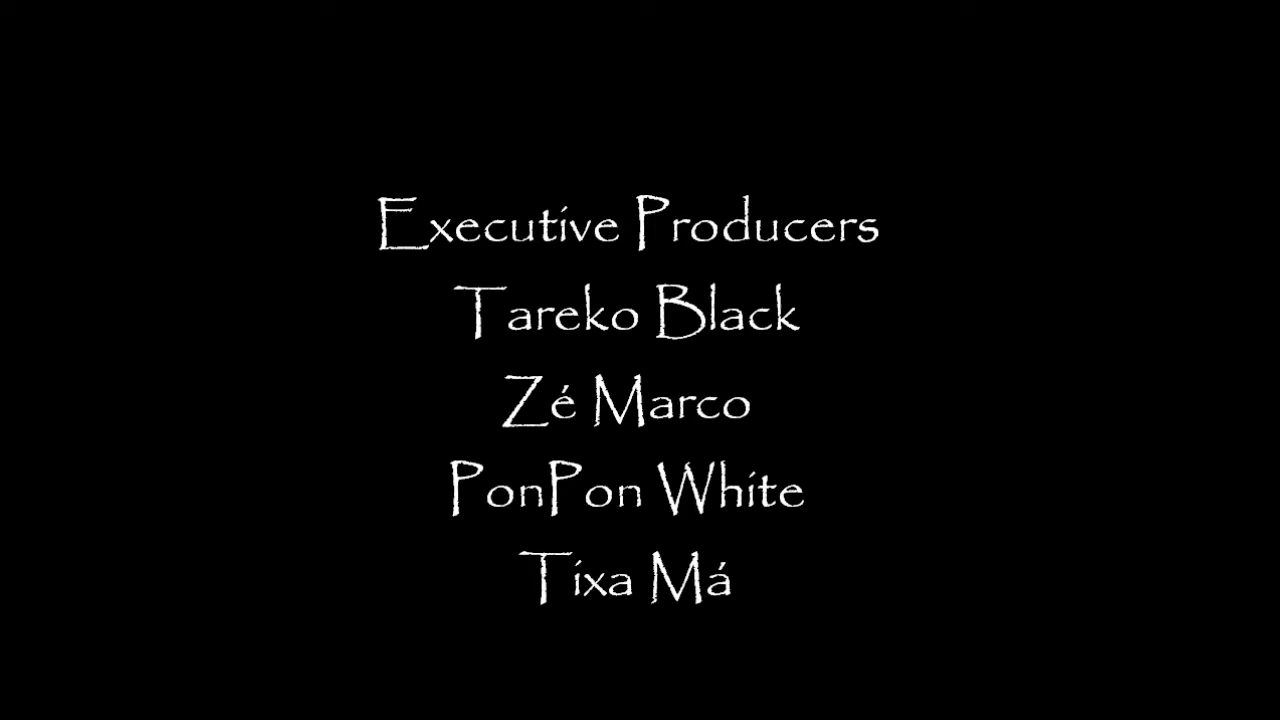 Executive Producers
Tareko Black
Zé Marco
PonPon White
Tixa Má